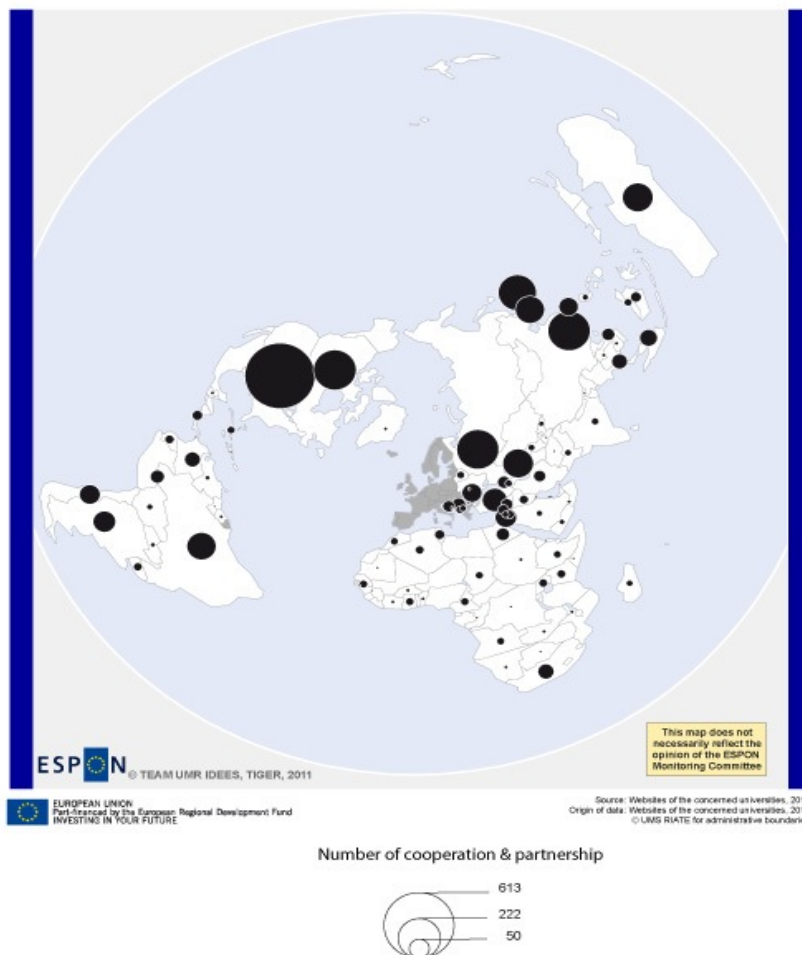 This map does not
necessarily reflect the
opinion of the ESPON
Monitoring Committee
ESPON
© TEAM UMR IDEES, TIGER, 2011
EUROPEAN UNION
Part-financed by the European Regional Development Fund
INVESTING IN YOUR FUTURE
Source: Websites of the concerned universities, 20
Origin of data: Websites of the concerned universities, 20
© UMS RIATE for administrative boundari
Number of cooperation & partnership
613
222
50